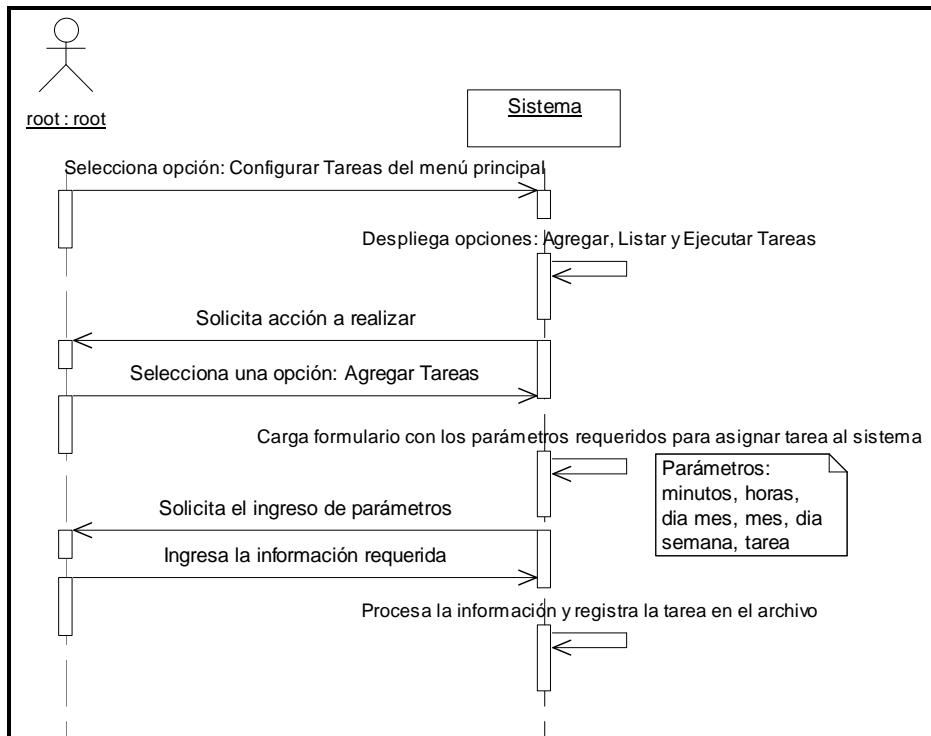 root : root
Sistema
Selecciona opción: Configurar Tareas del menú principal
Despliega opciones: Agregar, Listar y Ejecutar Tareas
Solicita acción a realizar
Selecciona una opción: Agregar Tareas
Carga formulario con los parámetros requeridos para asignar tarea al sistema
Parámetros:
minutos, horas,
dia mes, mes, dia
semana, tarea
Solicita el ingreso de parámetros
Ingresa la información requerida
Procesa la información y registra la tarea en el archivo